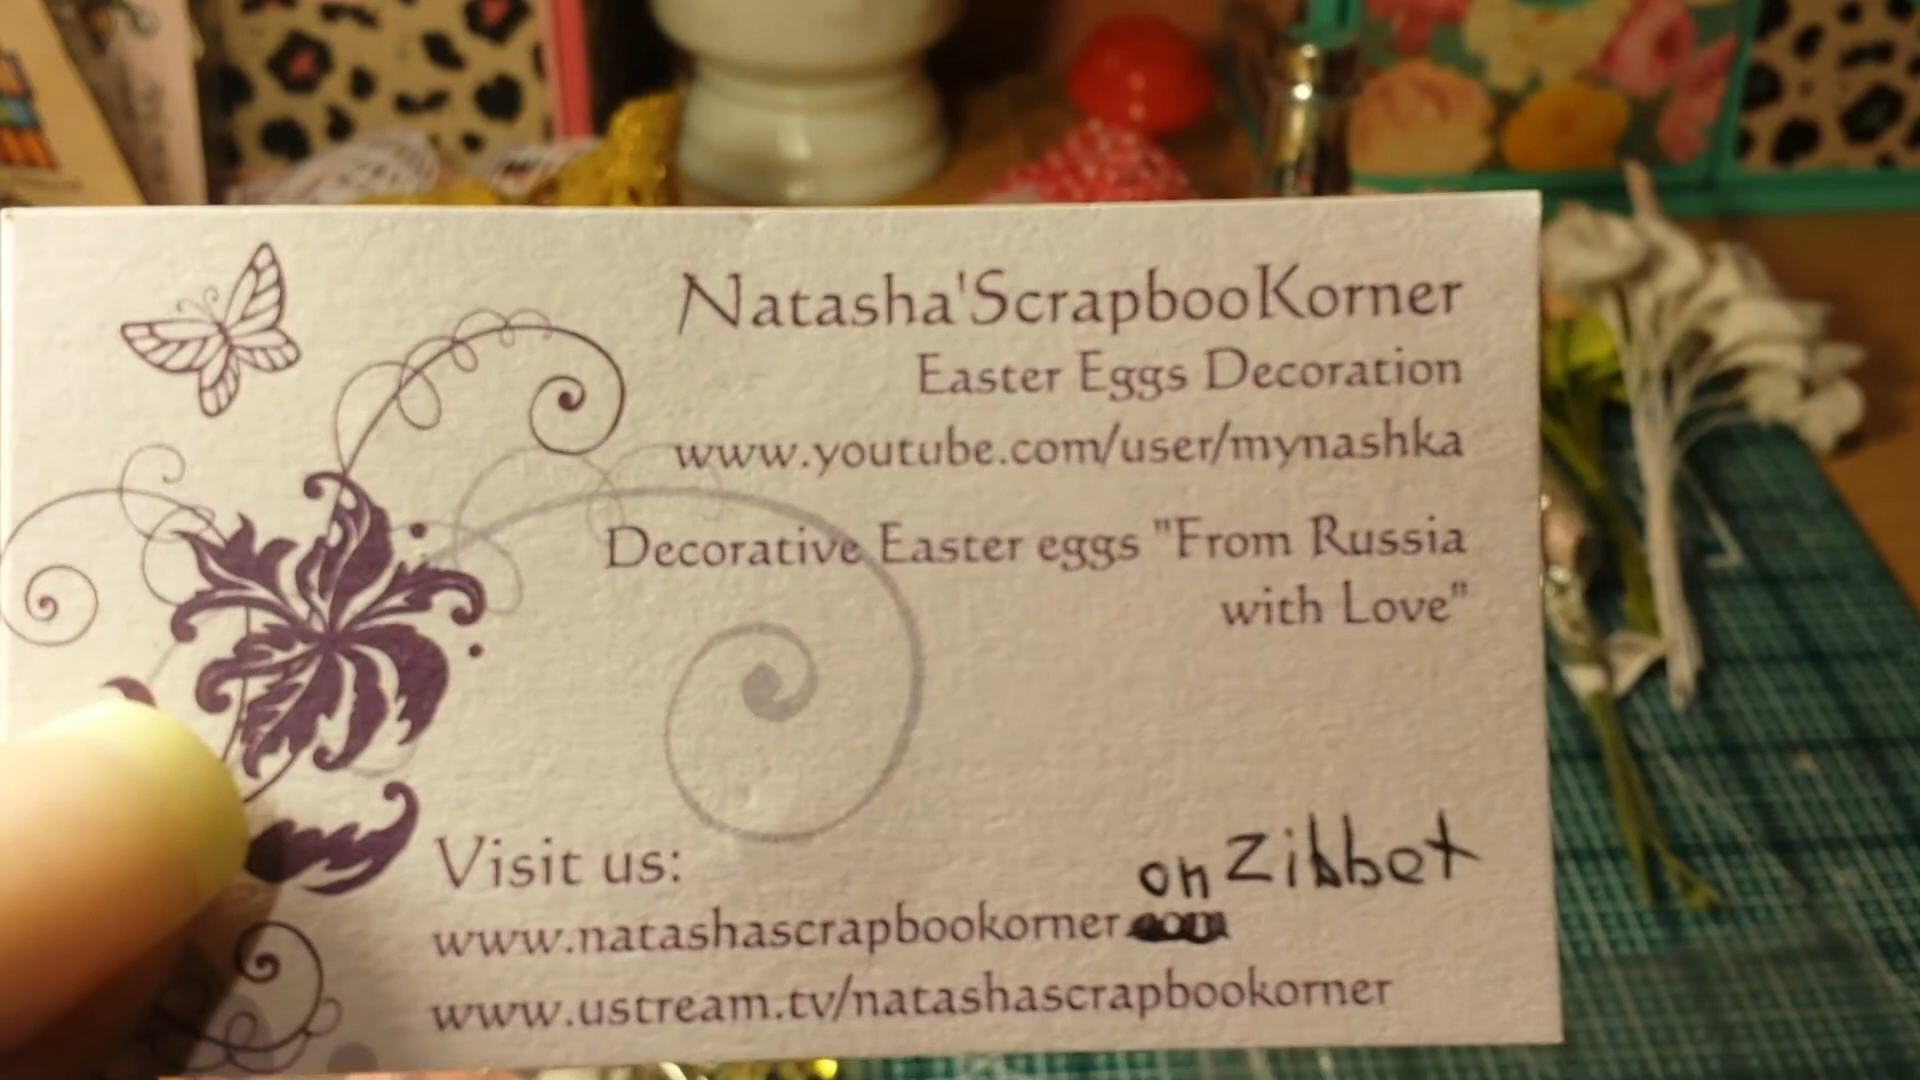 Natasha'ScrapbooKorner
Easter Eggs Decoration
www.youtube.com/user/mynashka
Decorative Easter eggs "From Russia
with Love"
Visit us:
on Zibbet
www.natashascrapbookorner.com
www.ustream.tv/natashascrapbookorner